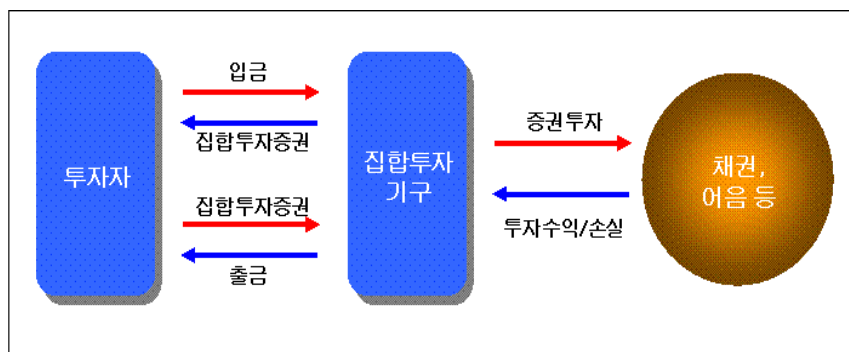 입금
집합투자증권
투자자
집합투자증권
출금
집합투자
기구
증권투자
투자수익/손실
채권,
어음 등